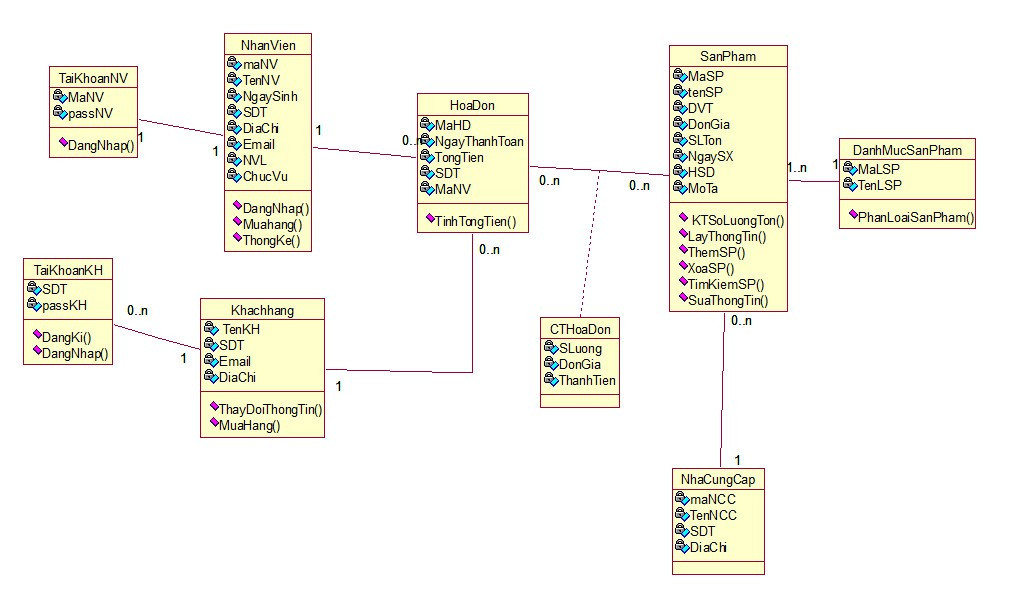 TaiKhoanNV
MaNV
passNV
DangNhap()
1
1
NhanVien
maNV
TenNV
NgaySinh
SDT
DiaChi
Email
NVL
ChucVu
DangNhap()
Muahang()
ThongKe()
1
0..n
HoaDon
MaHD
NgayThanhToan
TongTien
SDT
MaNV
TinhTongTien()
0..n
0..n
0..n
SanPham
MaSP
tenSP
DVT
DonGia
SLTon
NgaySX
HSD
MoTa
KTSoLuongTon()
LayThongTin()
ThemSP()
XoaSP()
TimKiemSP()
SuaThongTin()
1..n
1
DanhMucSanPham
MaLSP
TenLSP
PhanLoaiSanPham()
TaiKhoanKH
SDT
passKH
DangKi()
DangNhap()
0..n
1
Khachhang
TenKH
SDT
Email
DiaChi
ThayDoiThongTin()
MuaHang()
1
CTHoaDon
SLuong
DonGia
ThanhTien
0..n
1
NhaCungCap
maNCC
TenNCC
SDT
DiaChi